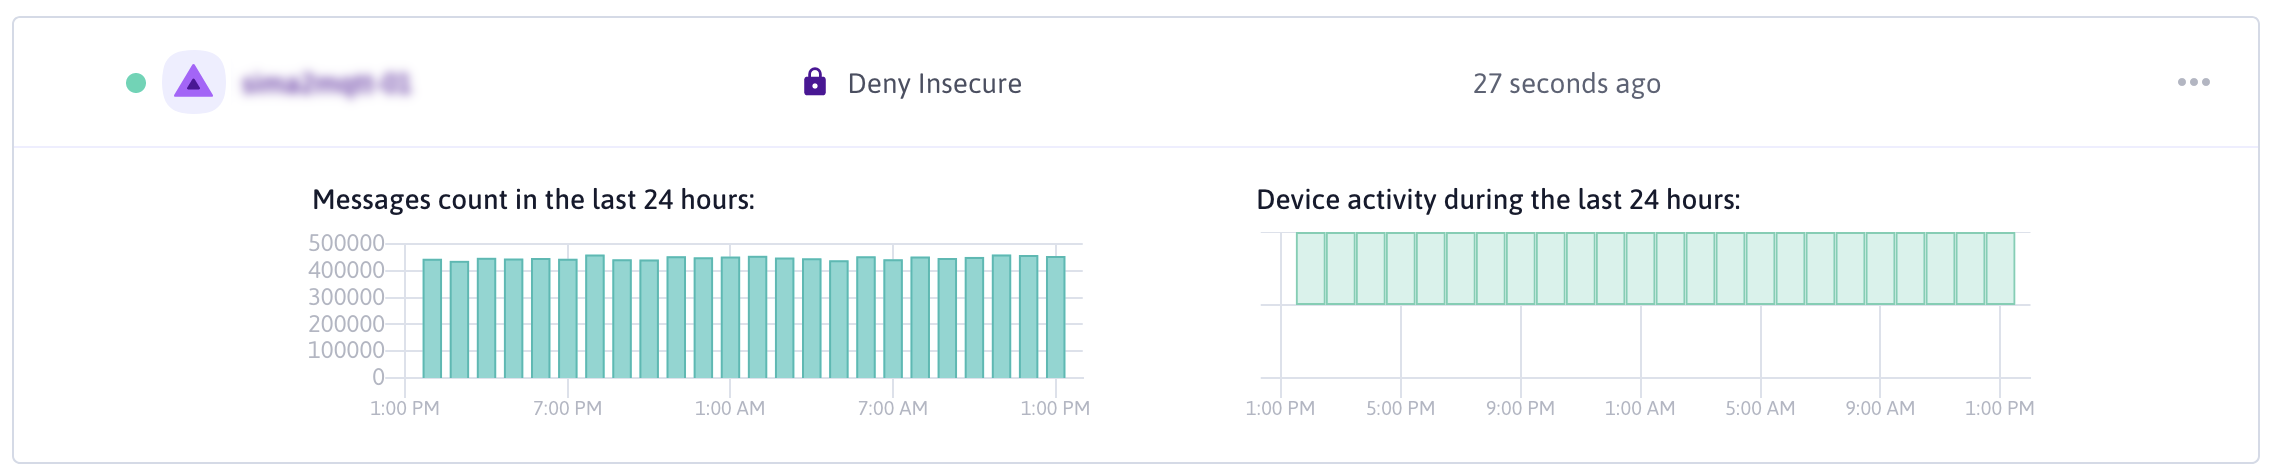 Deny Insecure
27 seconds ago
Messages count in the last 24 hours:
500000
400000
300000
200000
100000
0
1:00 PM 7:00 PM 1:00 AM 7:00 AM 1:00 PM
Device activity during the last 24 hours:
1:00 PM 5:00 PM 9:00 PM 1:00 AM 5:00 AM 9:00 AM 1:00 PM